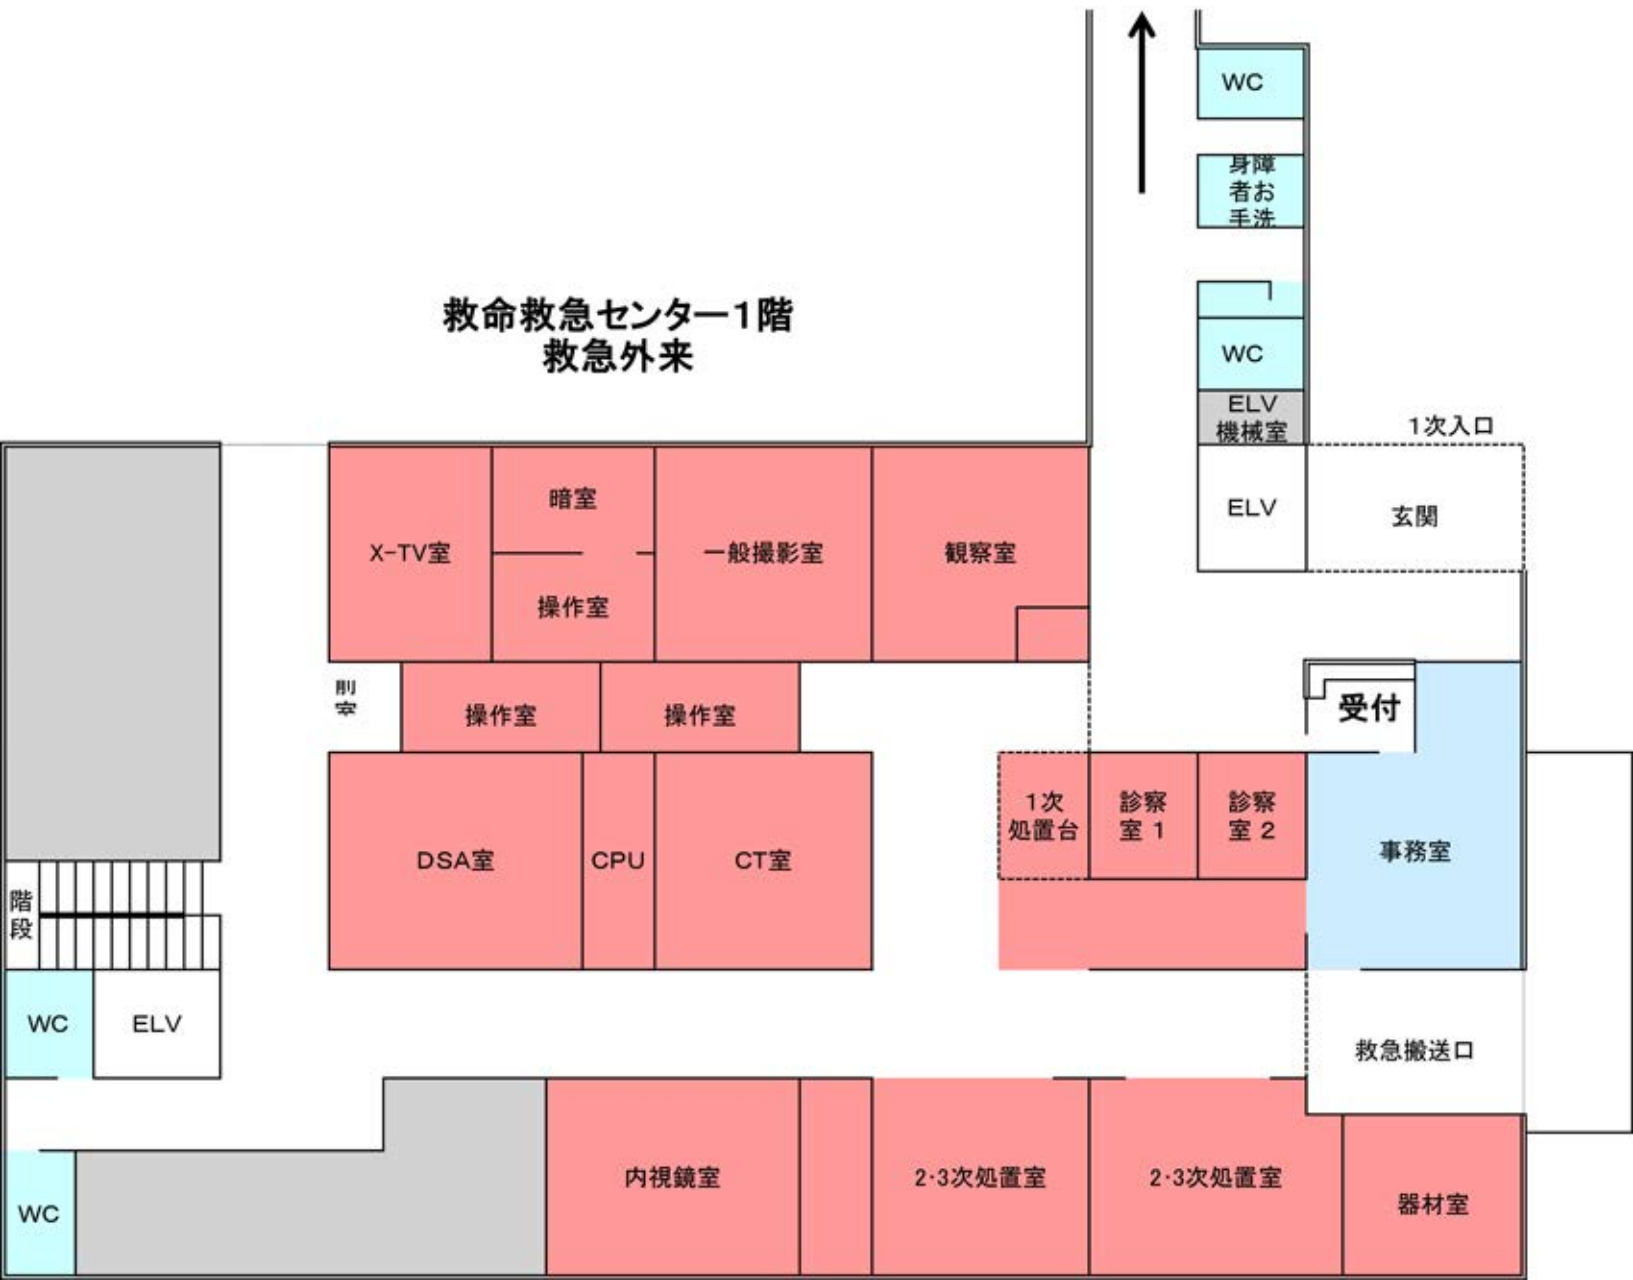 WC
身障
者お
手洗
救命救急センター1階
救急外来
WC
ELV
機械室
1次入口
ELV
玄関
X-TV室
暗室
操作室
一般撮影室
観察室
前
室
操作室
操作室
受付
DSA室
CPU
CT室
1次
処置台
診察
室 1
診察
室 2
事務室
階
段
WC
ELV
救急搬送口
WC
内視鏡室
2·3次処置室
2·3次処置室
器材室